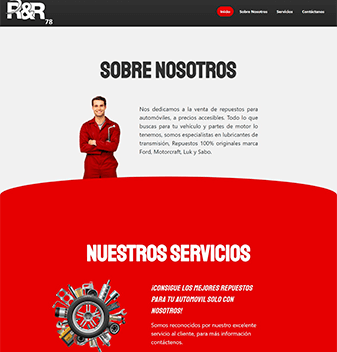 R&R
78
Inicio Sobre Nosotros Servicios Contáctenos
SOBRE NOSOTROS
Nos dedicamos a la venta de repuestos para
automóviles, a precios accesibles. Todo lo que
buscas para tu vehículo y partes de motor lo
tenemos, somos especialistas en lubricantes de
transmisión, Repuestos 100% originales marca
Ford, Motorcraft, Luk y Sabo.
NUESTROS SERVICIOS
¡CONSIGUE LOS MEJORES REPUESTOS
PARA TU AUTOMOVIL SOLO CON
NOSOTROS!
Somos reconocidos por nuestro excelente
servicio al cliente, para más información
contáctenos.